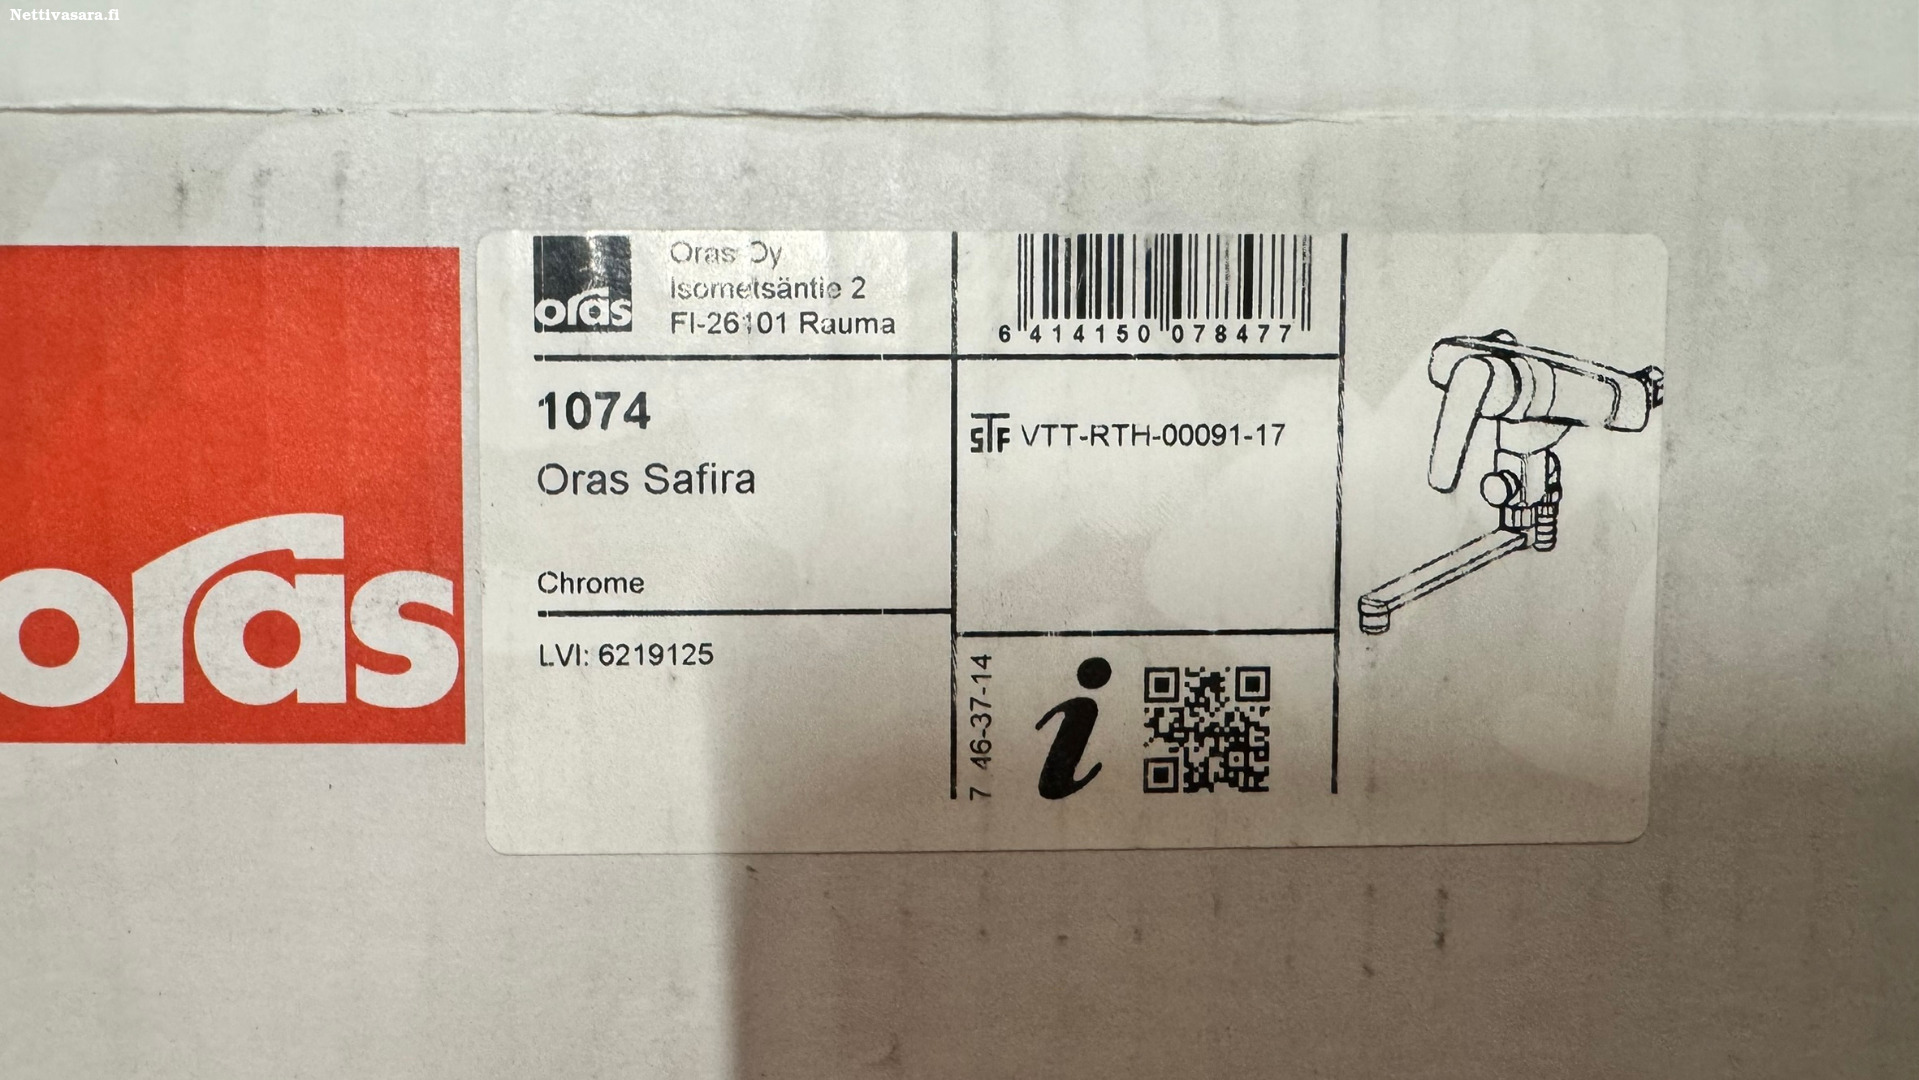 Nettivasara.fi
oras
oras
Oras Oy
Isometsäntie 2
FI-26101 Rauma
6 414150 078477
1074
Oras Safira
STF VTT-RTH-00091-17
Chrome
LVI: 6219125
7 46-37-14
i